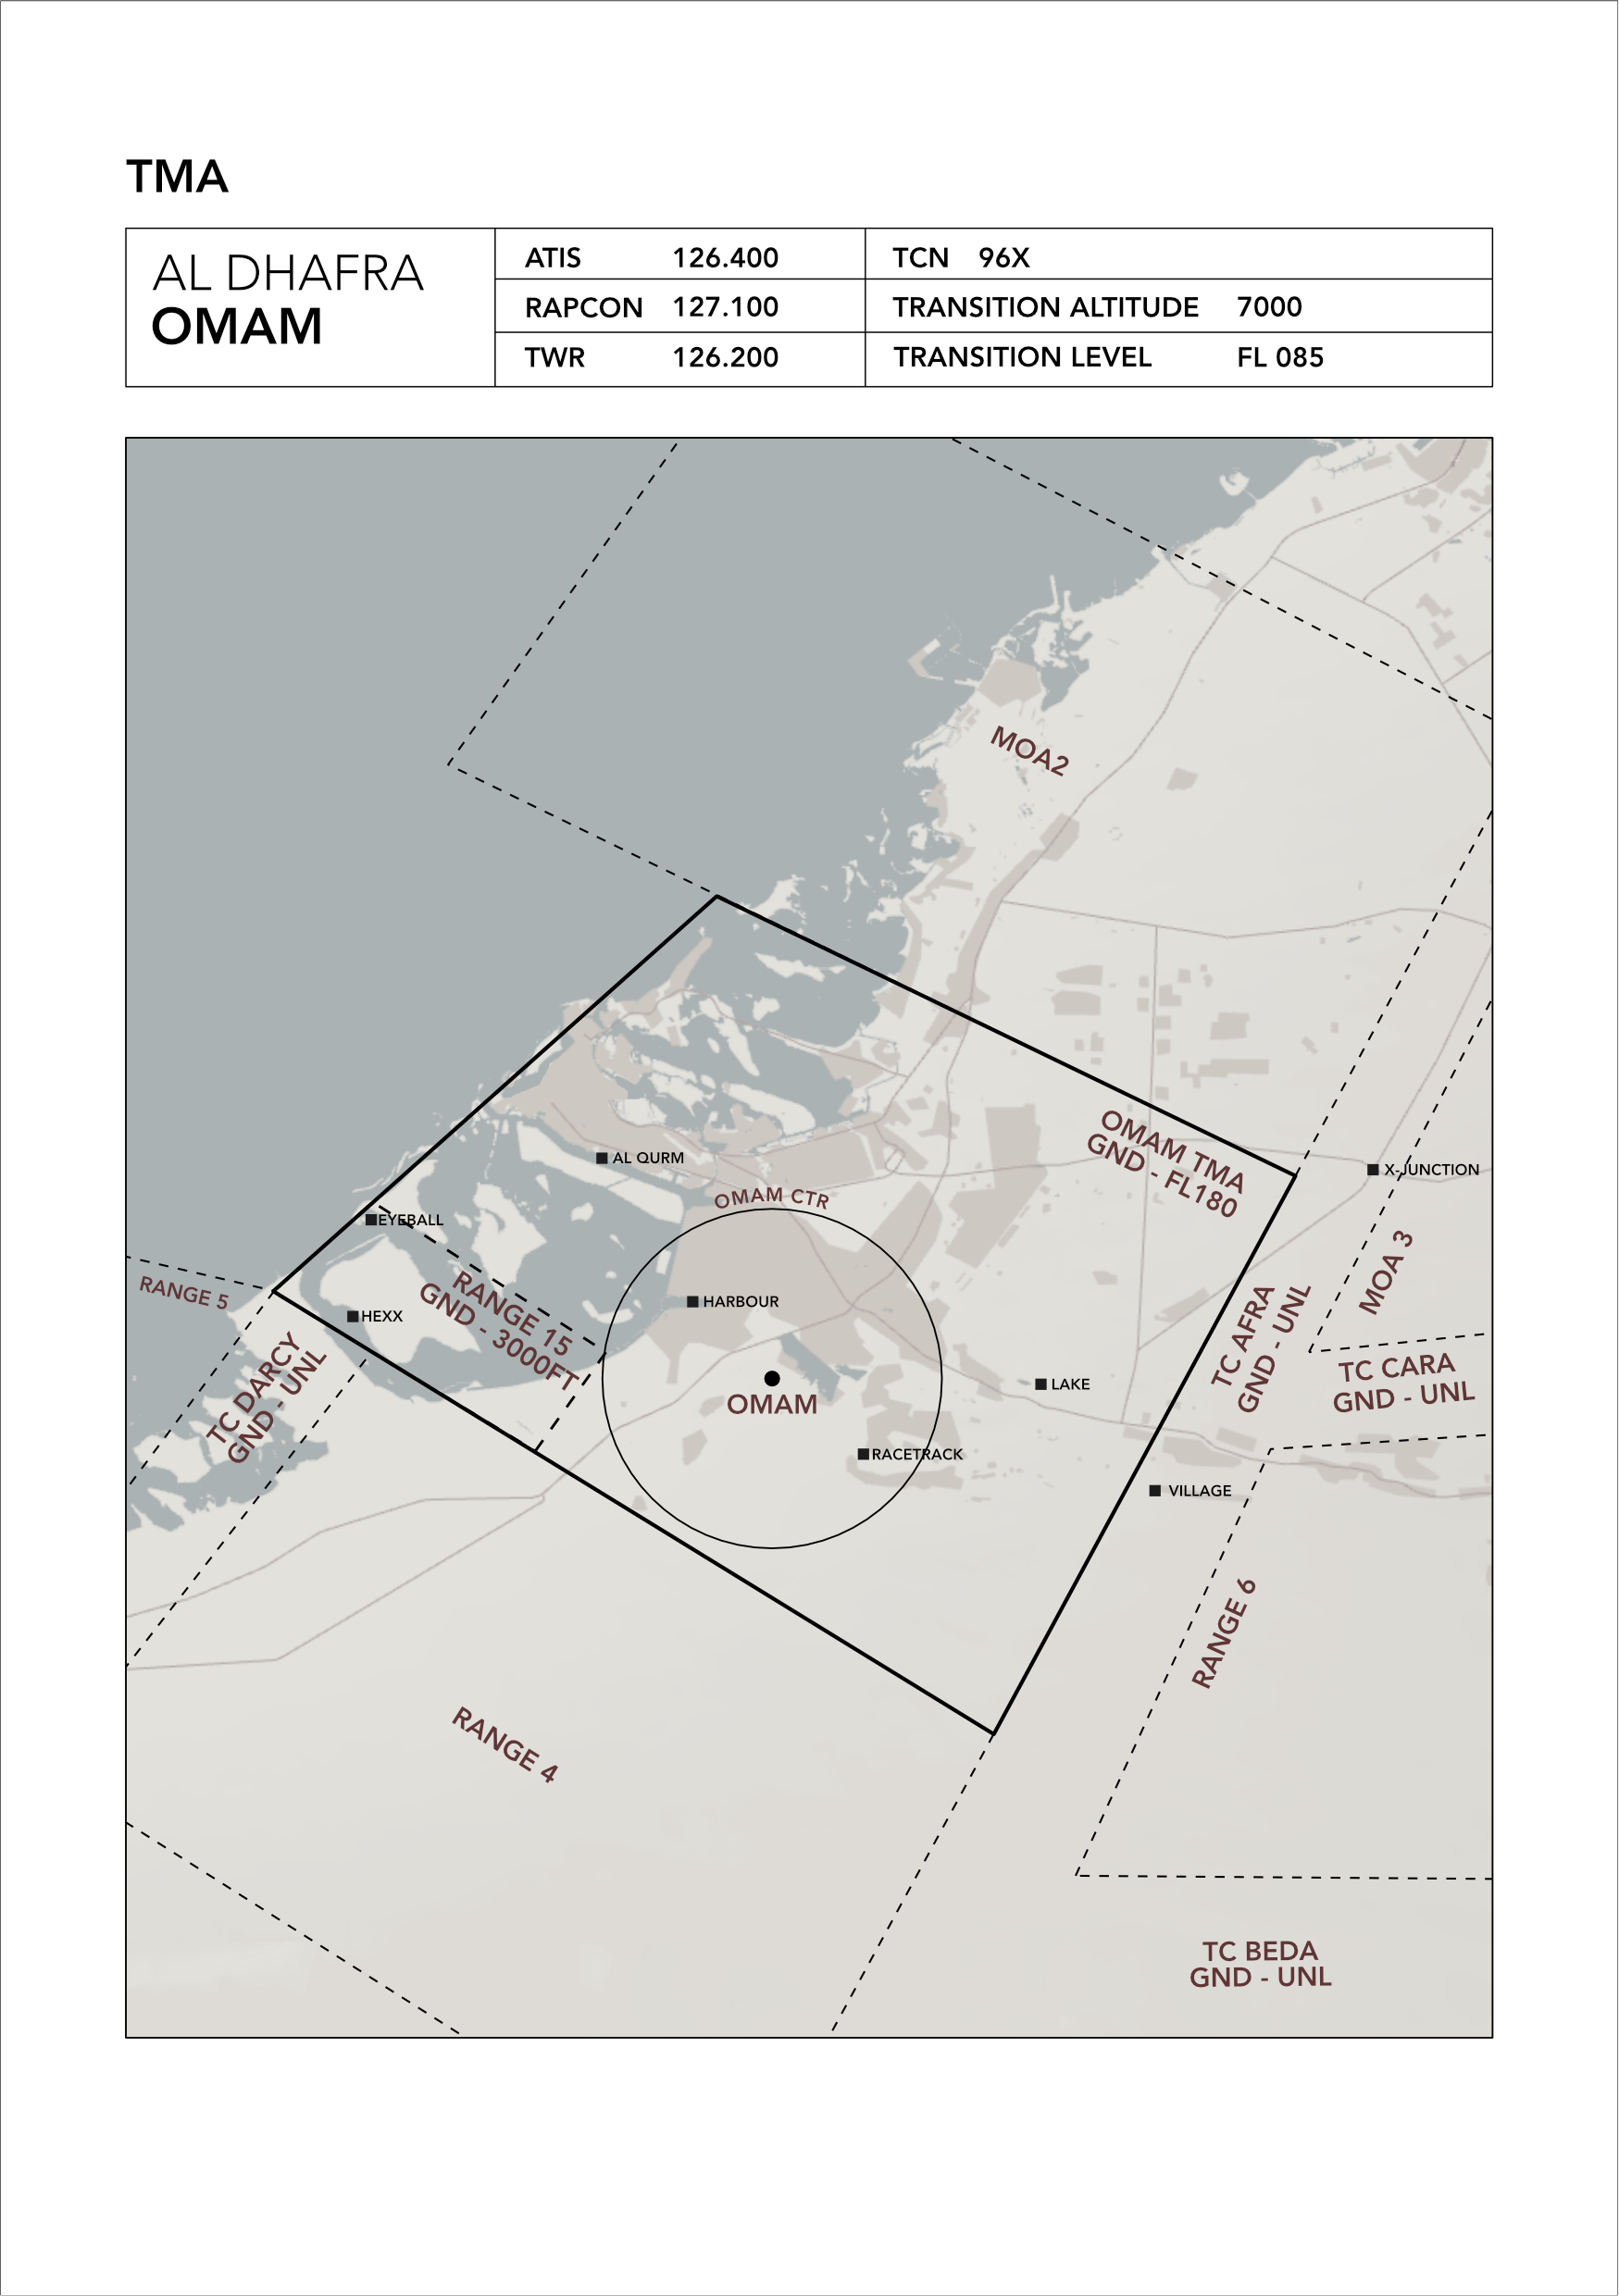 TMA
AL DHAFRA
OMAM
ATIS 126.400
RAPCON 127.100
TWR 126.200
TCN 96X
TRANSITION ALTITUDE 7000
TRANSITION LEVEL FL 085
MOA2
OMAM TMA
GND - FL180
AL QURM
X-JUNCTION
OMAM CTR
EYEBALL
MOA 3
RANGE 5
RANGE 15
GND - 3000FT
HARBOUR
HEXX
TC AFRA
GND - UNL
TC DARCY
GND - UNL
TC CARA
GND - UNL
LAKE
OMAM
RACETRACK
VILLAGE
RANGE 6
RANGE 4
TC BEDA
GND - UNL